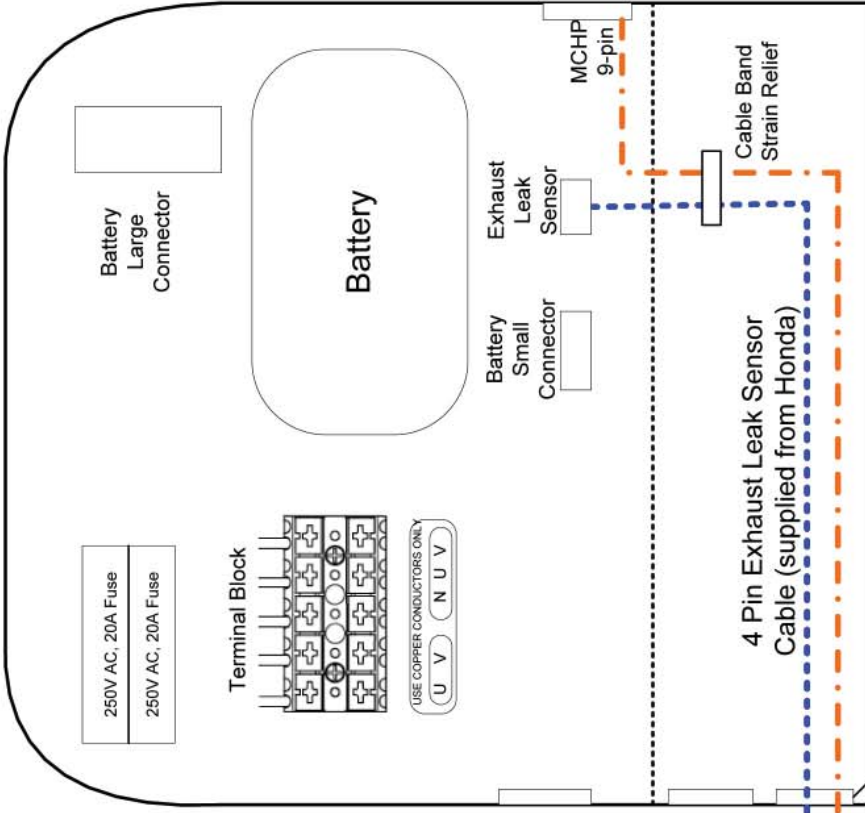 250V AC, 20A Fuse
250V AC, 20A Fuse
Battery
Large
Connector
Terminal Block
Battery
USE COPPER CONDUCTORS ONLY
U V
N U V
Battery
Small
Connector
Exhaust
Leak
Sensor
MCHP
9-pin
Cable Band
Strain Relief
4 Pin Exhaust Leak Sensor
Cable (supplied from Honda)